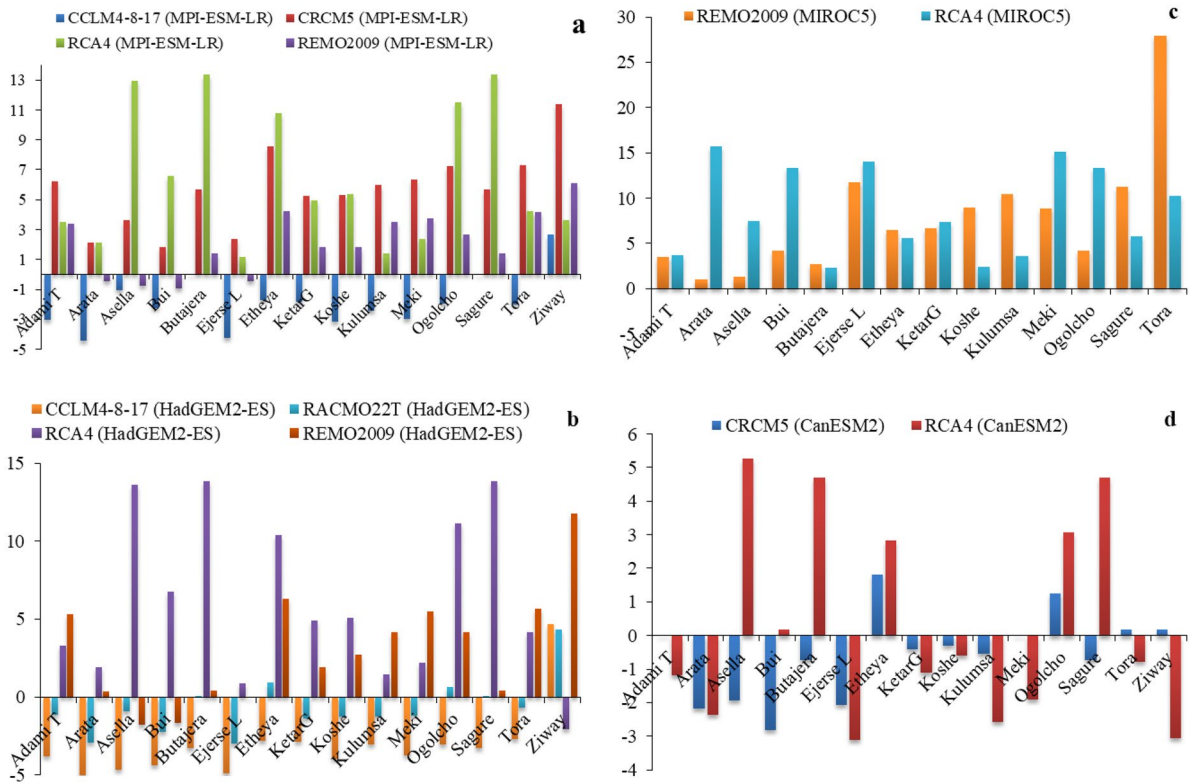 CCLM4-8-17 (MPI-ESM-LR) CRCM5 (MPI-ESM-LR)
RCA4 (MPI-ESM-LR) REMO2009 (MPI-ESM-LR)
a
13
11
9
7
5
3
1
-1
-3
-5
Adami T Arata Asella Bui Butajera Ejerse L Etheya KetarG Koshe Kulumsa Meki Ogolcho Sagure Tora Ziway
REMO2009 (MIROC5) RCA4 (MIROC5)
c
30
25
20
15
10
5
0
Adami T Arata Asella Bui Butajera Ejerse L Etheya KetarG Koshe Kulumsa Meki Ogolcho Sagure Tora
CCLM4-8-17 (HadGEM2-ES) RACMO22T (HadGEM2-ES)
RCA4 (HadGEM2-ES) REMO2009 (HadGEM2-ES)
b
15
10
5
0
-5
Adami T Arata Asella Bui Butajera Ejerse L Etheya KetarG Koshe Kulumsa Meki Ogolcho Sagure Tora Ziway
CRCM5 (CanESM2) RCA4 (CanESM2)
d
6
5
4
3
2
1
0
-1
-2
-3
-4
Adami T Arata Asella Bui Butajera Ejerse L Etheya KetarG Koshe Kulumsa Meki Ogolcho Sagure Tora Ziway